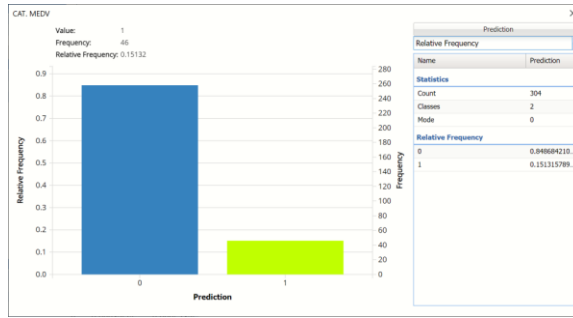 CAT. MEDV
Value: 1
Frequency: 46
Relative Frequency: 0.15132
0.9
0.8
0.7
0.6
0.5
0.4
0.3
0.2
0.1
0.0
Relative Frequency
280
260
240
220
200
180
160
140
120
100
80
60
40
20
0
Frequency
0 1
Prediction
Prediction
Relative Frequency
Name Prediction
Statistics
Count 304
Classes 2
Mode 0
Relative Frequency
0 0.848684210...
1 0.151315789...